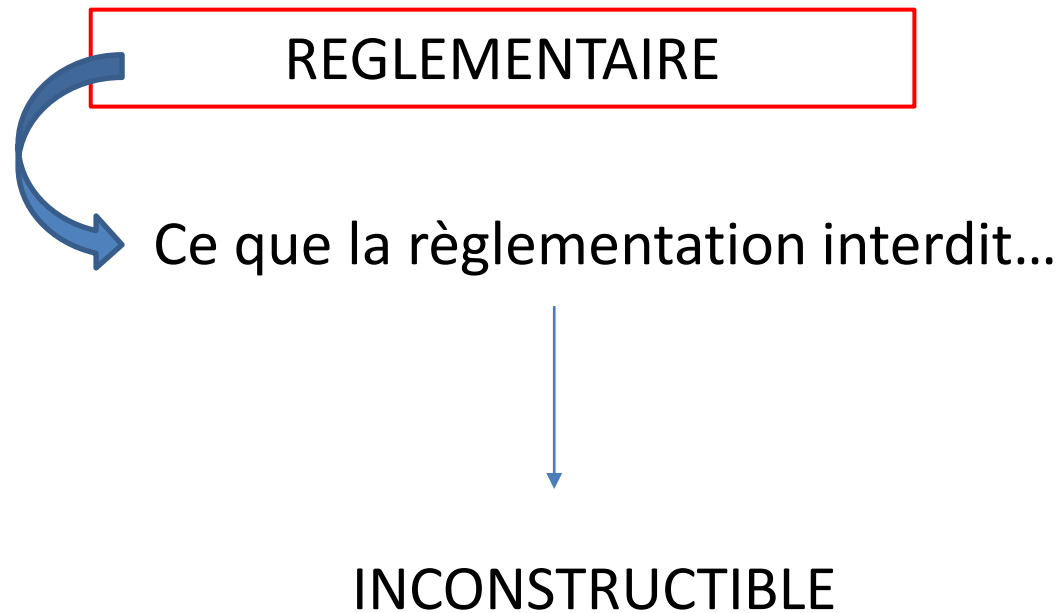 REGLEMENTAIRE
Ce que la règlementation interdit…
INCONSTRUCTIBLE